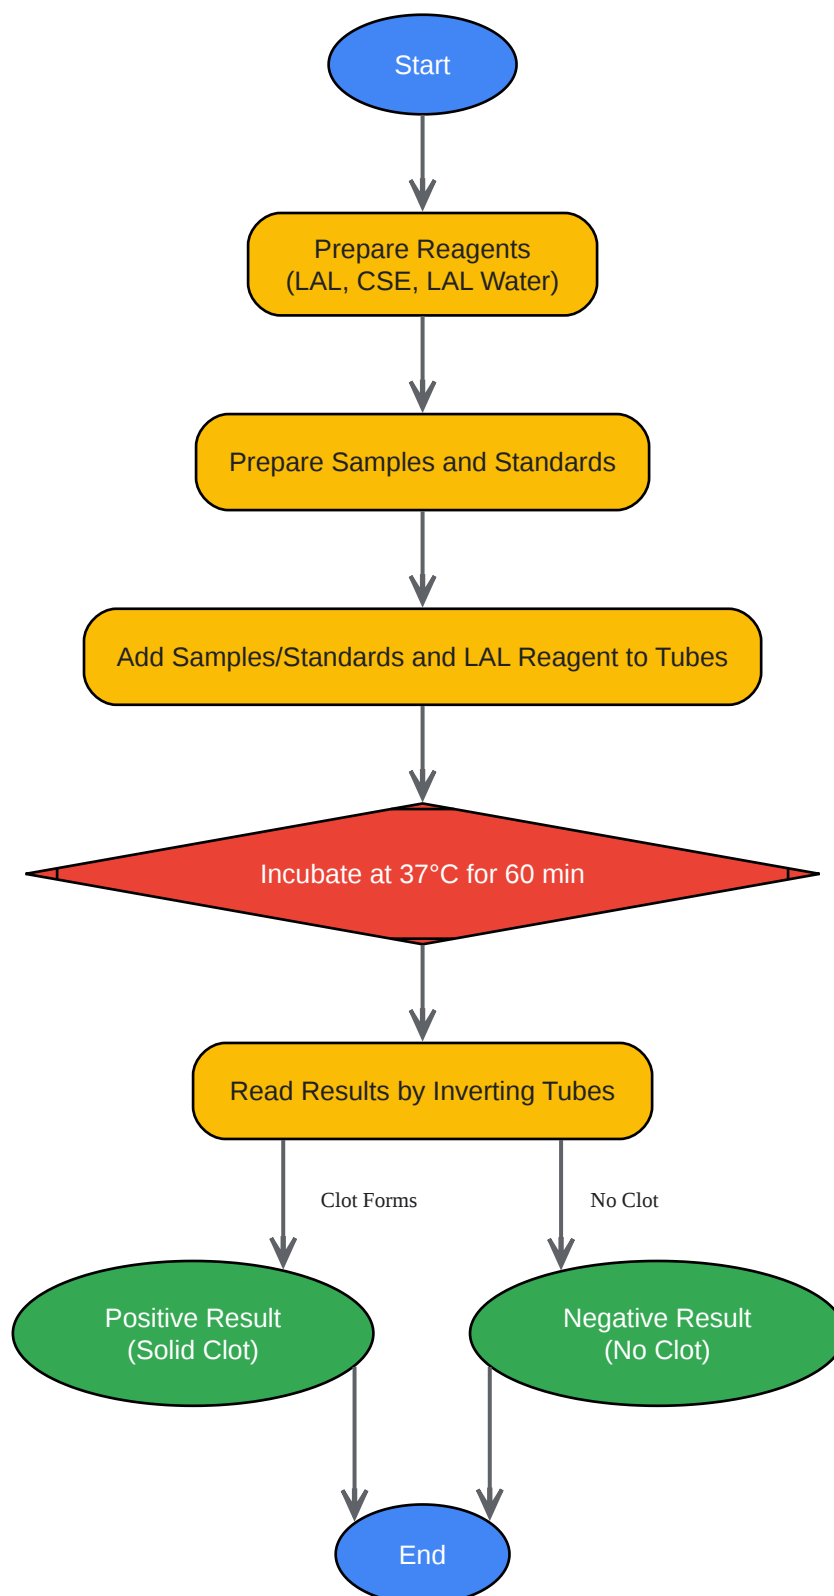 Start
Prepare Reagents
(LAL, CSE, LAL Water)
Prepare Samples and Standards
Add Samples/Standards and LAL Reagent to Tubes
Incubate at 37°C for 60 min
Read Results by Inverting Tubes
Clot Forms
No Clot
Positive Result
(Solid Clot)
Negative Result
(No Clot)
End